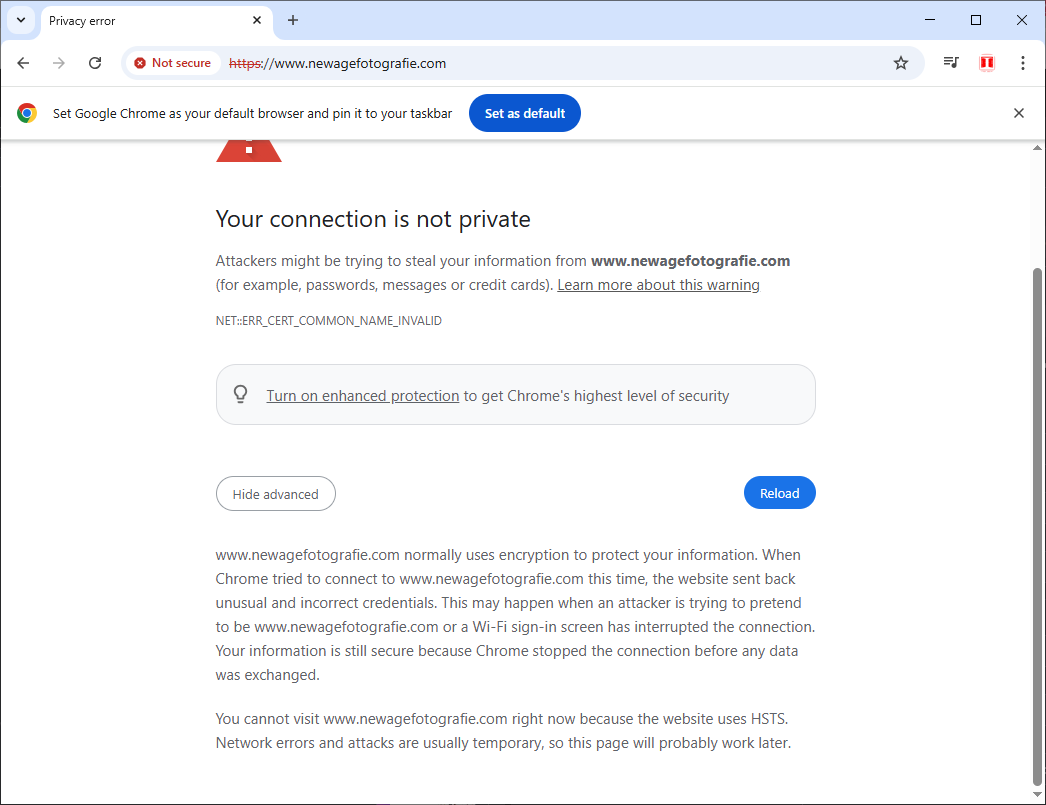 Privacy error
Not secure
https://www.newagefotografie.com
Set Google Chrome as your default browser and pin it to your taskbar
Set as default
Your connection is not private
Attackers might be trying to steal your information from www.newagefotografie.com
(for example, passwords, messages or credit cards). Learn more about this warning
NET::ERR_CERT_COMMON_NAME_INVALID
Turn on enhanced protection to get Chrome's highest level of security
Hide advanced
Reload
www.newagefotografie.com normally uses encryption to protect your information. When
Chrome tried to connect to www.newagefotografie.com this time, the website sent back
unusual and incorrect credentials. This may happen when an attacker is trying to pretend
to be www.newagefotografie.com or a Wi-Fi sign-in screen has interrupted the connection.
Your information is still secure because Chrome stopped the connection before any data
was exchanged.
You cannot visit www.newagefotografie.com right now because the website uses HSTS.
Network errors and attacks are usually temporary, so this page will probably work later.